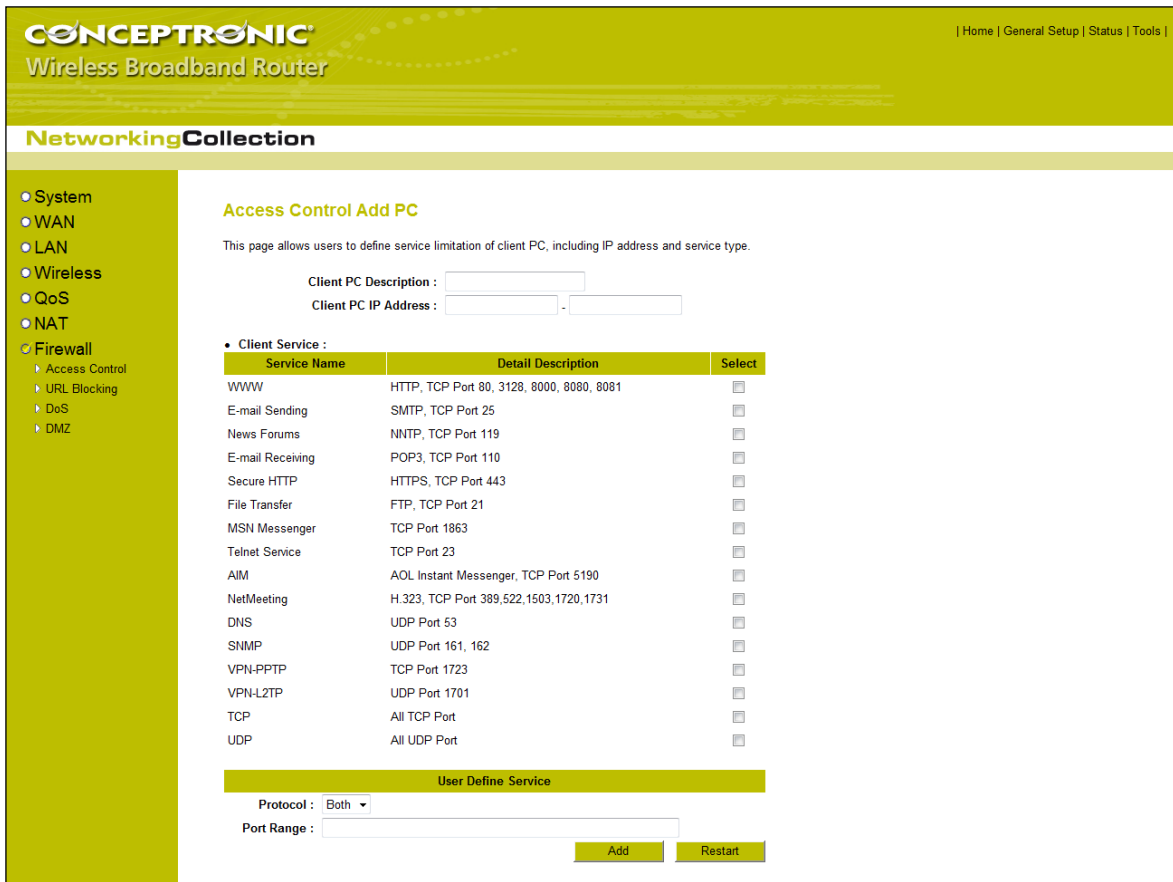 CONCEPTRONIC®
| Home | General Setup | Status | Tools |
Wireless Broadband Router
NetworkingCollection
System
WAN
LAN
Wireless
QoS
NAT
Firewall
Access Control
URL Blocking
DoS
DMZ
Access Control Add PC
This page allows users to define service limitation of client PC, including IP address and service type.
Client PC Description :
Client PC IP Address : -
• Client Service :
Service Name Detail Description Select
WWW HTTP, TCP Port 80, 3128, 8000, 8080, 8081
E-mail Sending SMTP, TCP Port 25
News Forums NNTP, TCP Port 119
E-mail Receiving POP3, TCP Port 110
Secure HTTP HTTPS, TCP Port 443
File Transfer FTP, TCP Port 21
MSN Messenger TCP Port 1863
Telnet Service TCP Port 23
AIM AOL Instant Messenger, TCP Port 5190
NetMeeting H.323, TCP Port 389,522,1503,1720,1731
DNS UDP Port 53
SNMP UDP Port 161, 162
VPN-PPTP TCP Port 1723
VPN-L2TP UDP Port 1701
TCP All TCP Port
UDP All UDP Port
User Define Service
Protocol : Both
Port Range :
Add Restart